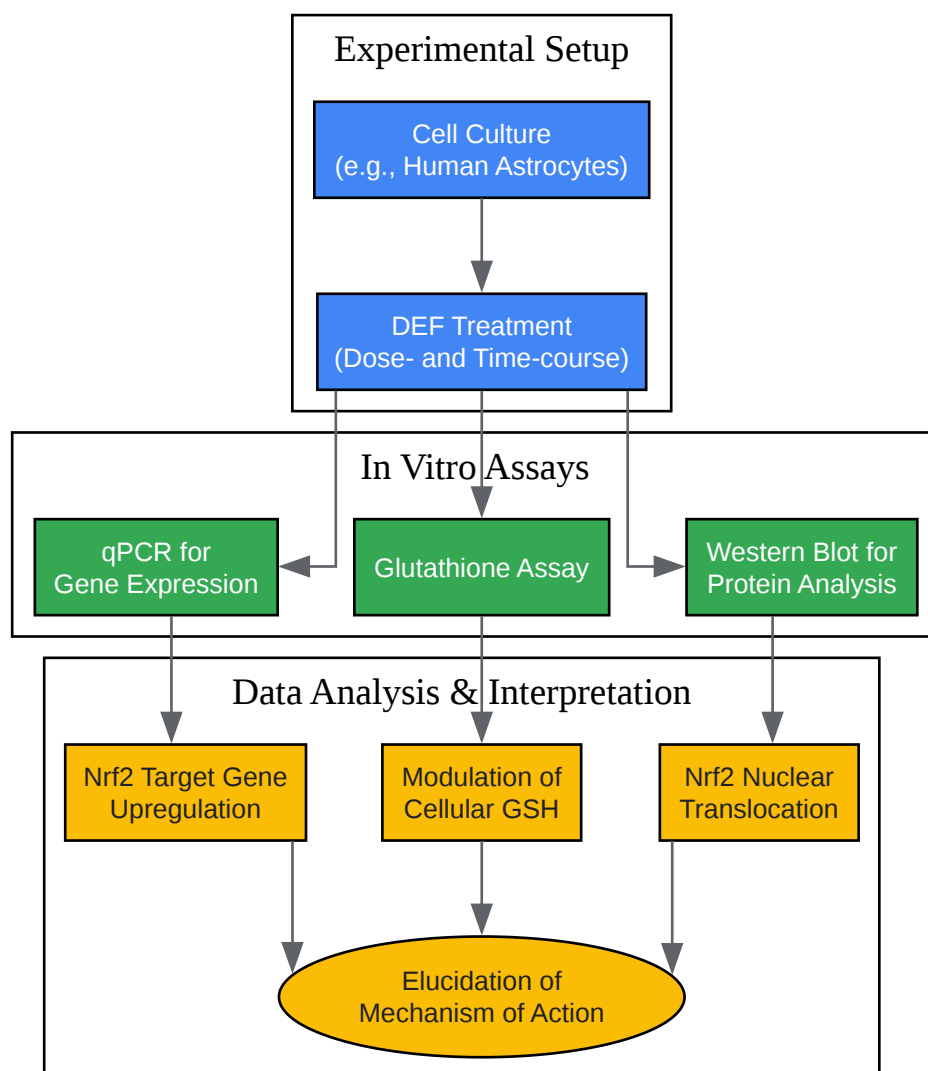 Experimental Setup
Cell Culture
(e.g., Human Astrocytes)
DEF Treatment
(Dose- and Time-course)
In Vitro Assays
qPCR for
Gene Expression
Glutathione Assay
Western Blot for
Protein Analysis
Data Analysis & Interpretation
Nrf2 Target Gene
Upregulation
Modulation of
Cellular GSH
Nrf2 Nuclear
Translocation
Elucidation of
Mechanism of Action